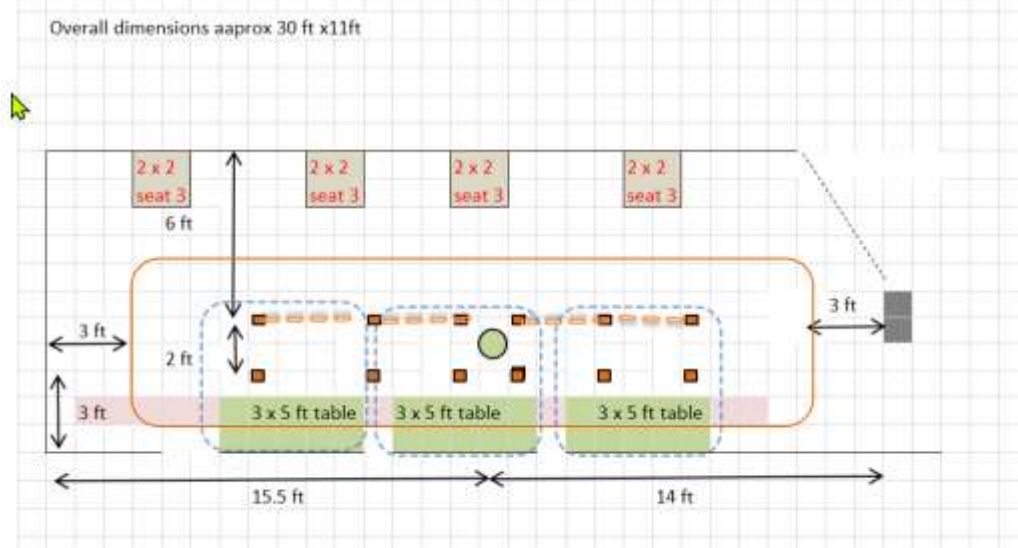 Overall dimensions aaprox 30 ft x11ft
2 x 2
seat 3
2 x 2
seat 3
2 x 2
seat 3
2 x 2
seat 3
6 ft
3 ft
3 ft
2 ft
3 ft
3 x 5 ft table
3 x 5 ft table
3 x 5 ft table
15.5 ft
14 ft